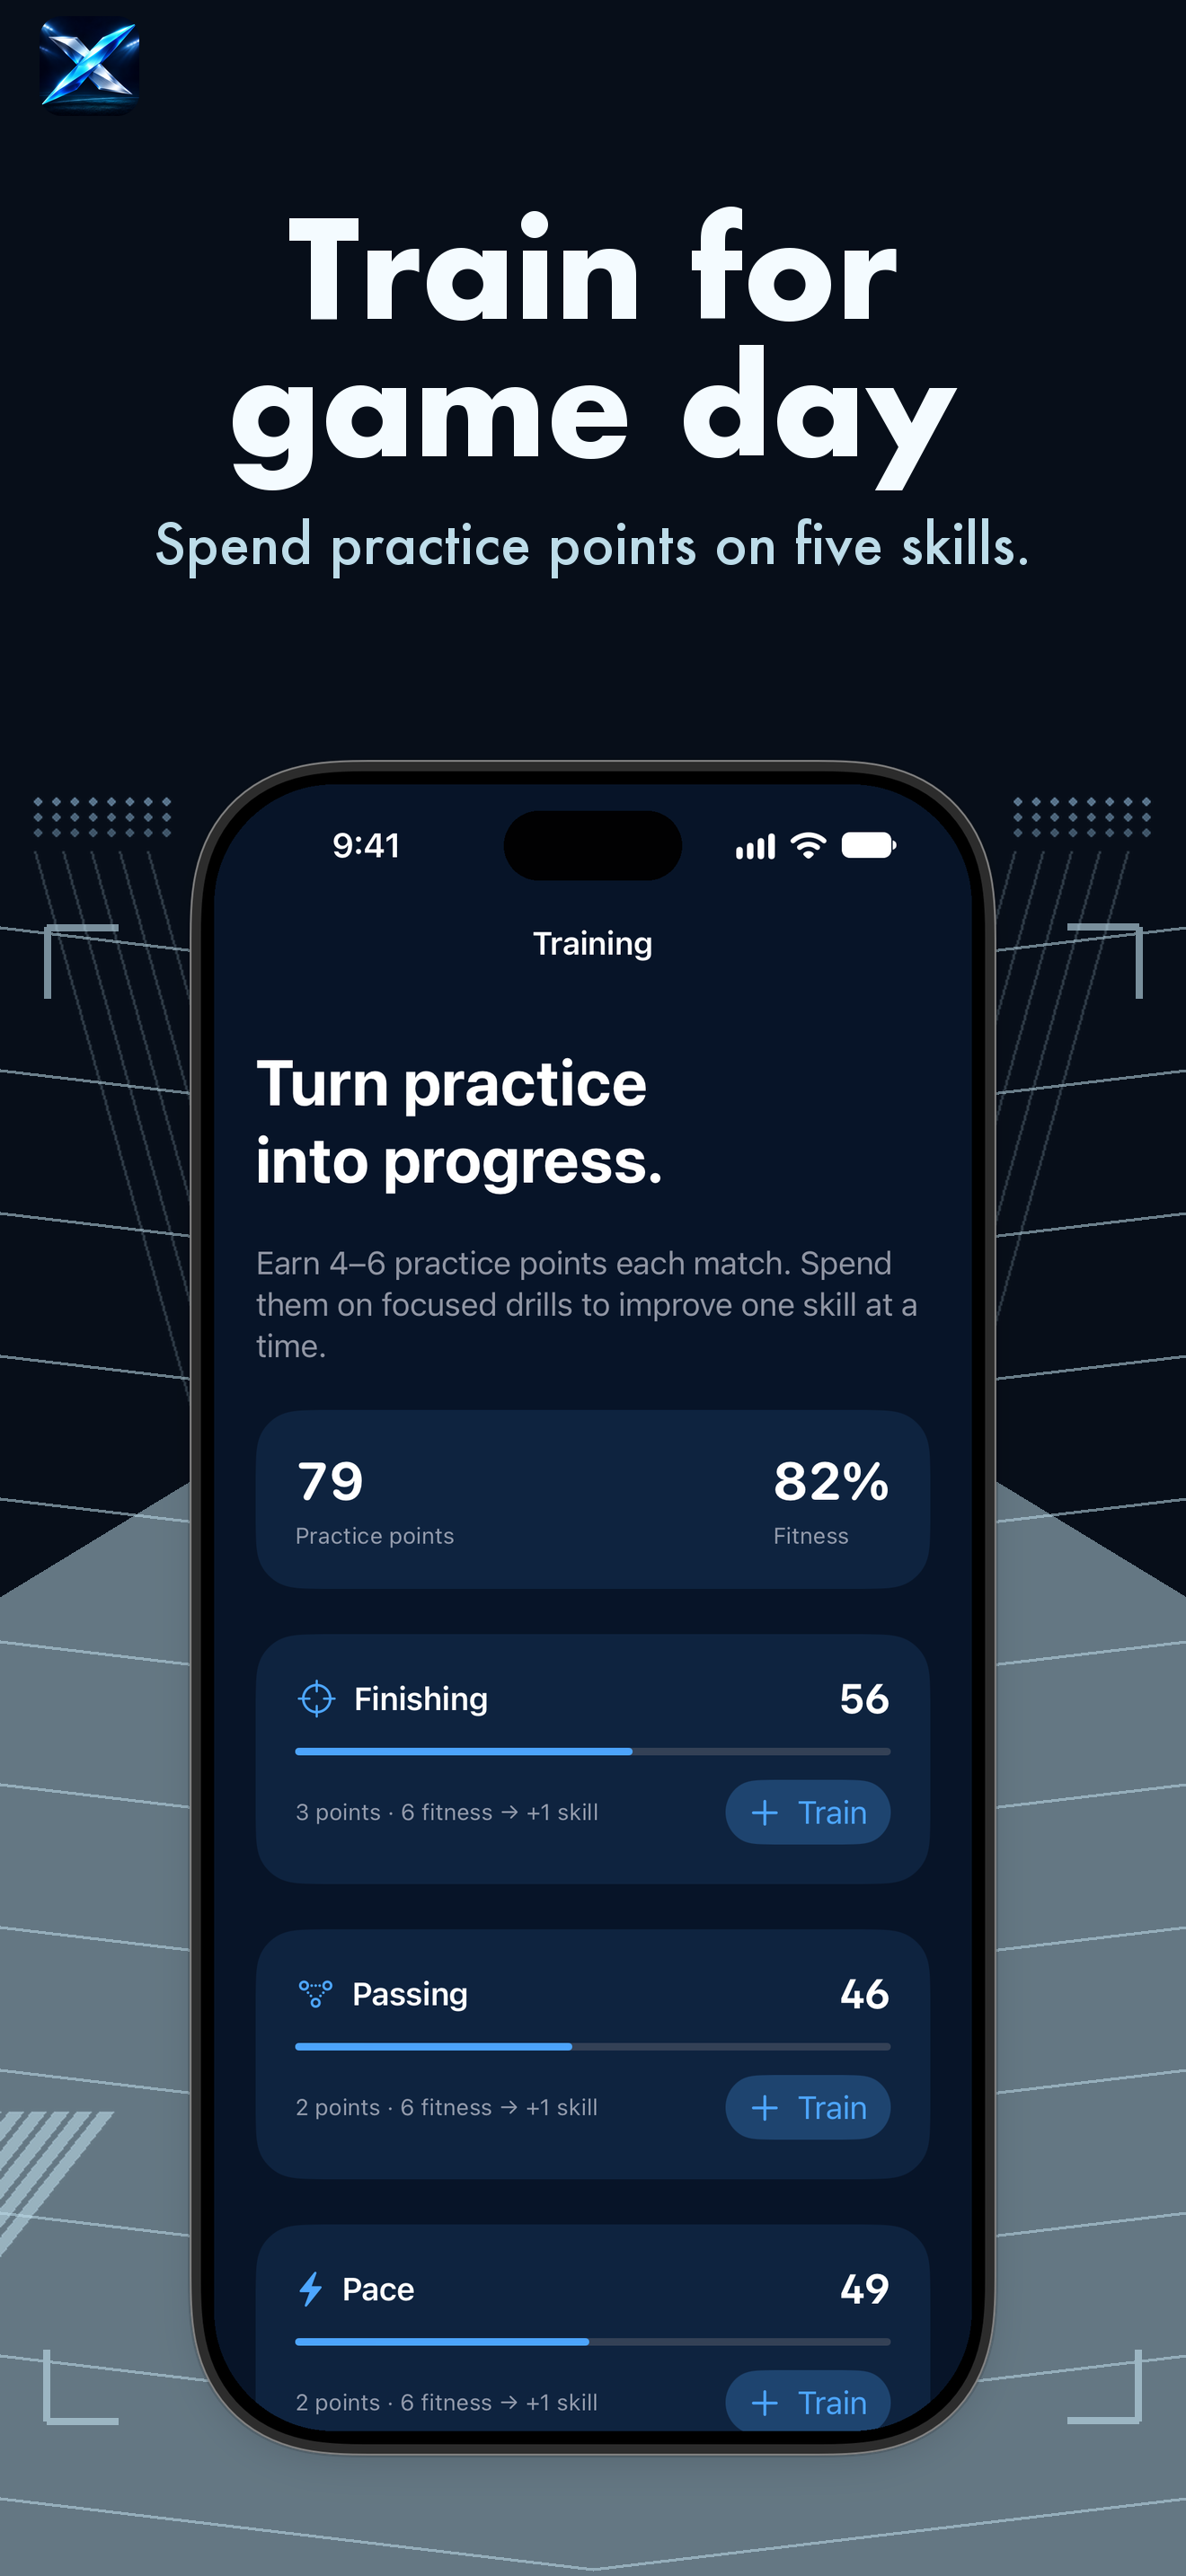 Train for
game day
Spend practice points on five skills.
9:41
Training
Turn practice
into progress.
Earn 4–6 practice points each match. Spend
them on focused drills to improve one skill at a
time.
79 82%
Practice points Fitness
Finishing 56
3 points · 6 fitness → +1 skill + Train
Passing 46
2 points · 6 fitness → +1 skill + Train
Pace 49
2 points · 6 fitness → +1 skill + Train